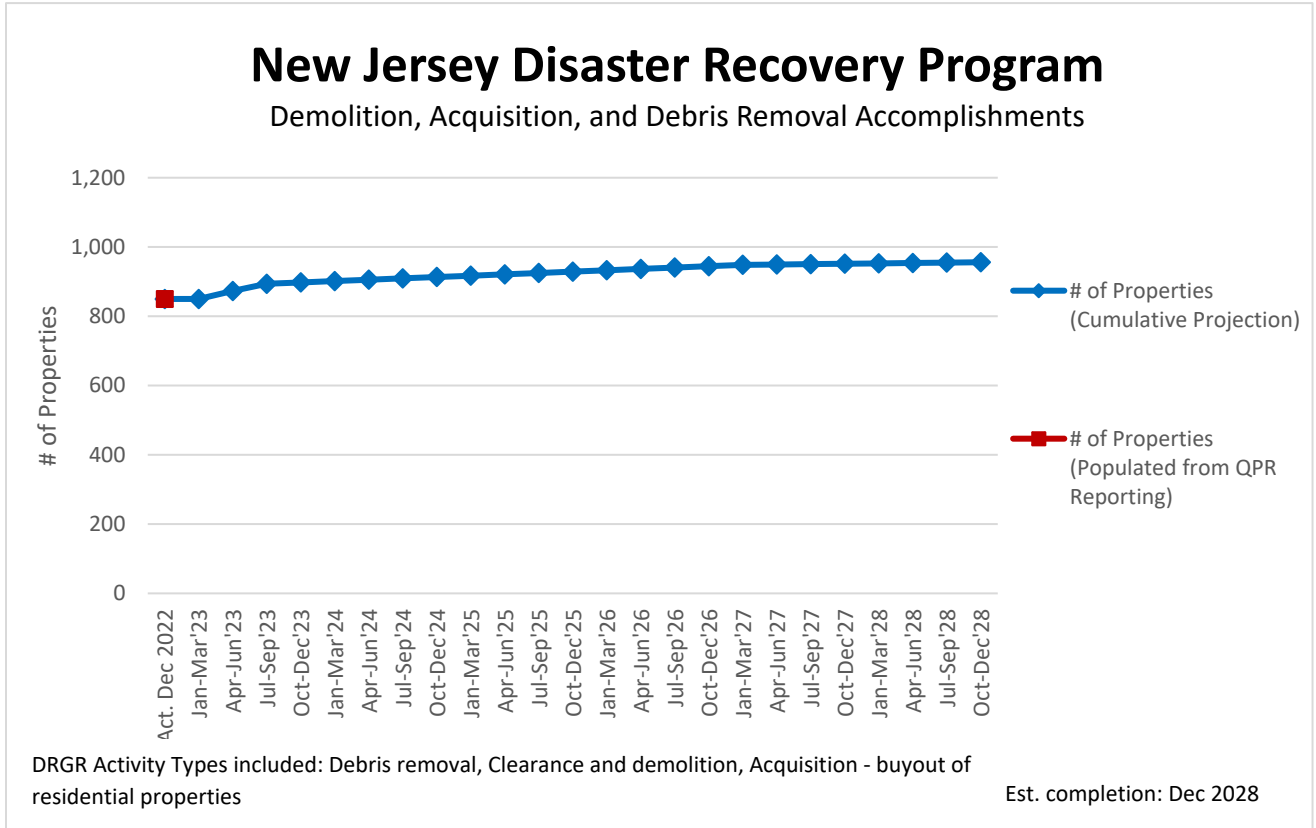 New Jersey Disaster Recovery Program
Demolition, Acquisition, and Debris Removal Accomplishments
1,200
1,000
800
600
400
200
0
# of Properties
Act. Dec 2022
Jan-Mar'23
Apr-Jun'23
Jul-Sep'23
Oct-Dec'23
Jan-Mar'24
Apr-Jun'24
Jul-Sep'24
Oct-Dec'24
Jan-Mar'25
Apr-Jun'25
Jul-Sep'25
Oct-Dec'25
Jan-Mar'26
Apr-Jun'26
Jul-Sep'26
Oct-Dec'26
Jan-Mar'27
Apr-Jun'27
Jul-Sep'27
Oct-Dec'27
Jan-Mar'28
Apr-Jun'28
Jul-Sep'28
Oct-Dec'28
# of Properties
(Cumulative Projection)
# of Properties
(Populated from QPR
Reporting)
DRGR Activity Types included: Debris removal, Clearance and demolition, Acquisition - buyout of
residential properties
Est. completion: Dec 2028